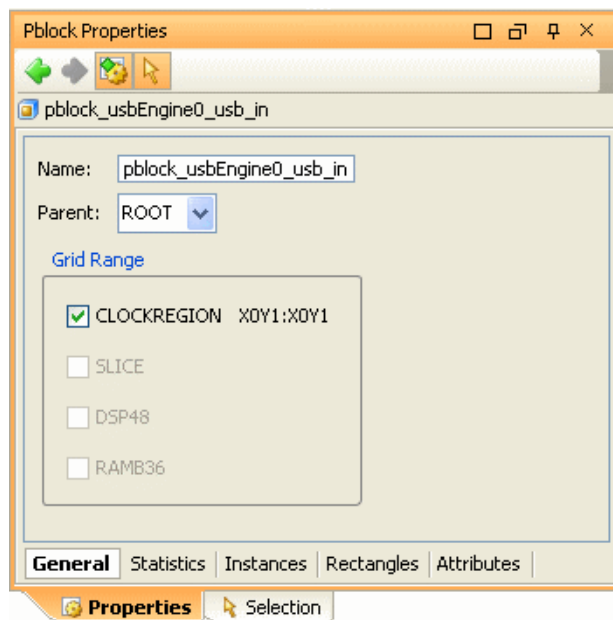 Pblock Properties
pblock_usbEngine0_usb_in
Name: pblock_usbEngine0_usb_in
Parent: ROOT
Grid Range
CLOCKREGION X0Y1:X0Y1
SLICE
DSP48
RAMB36
General Statistics Instances Rectangles Attributes
Properties Selection